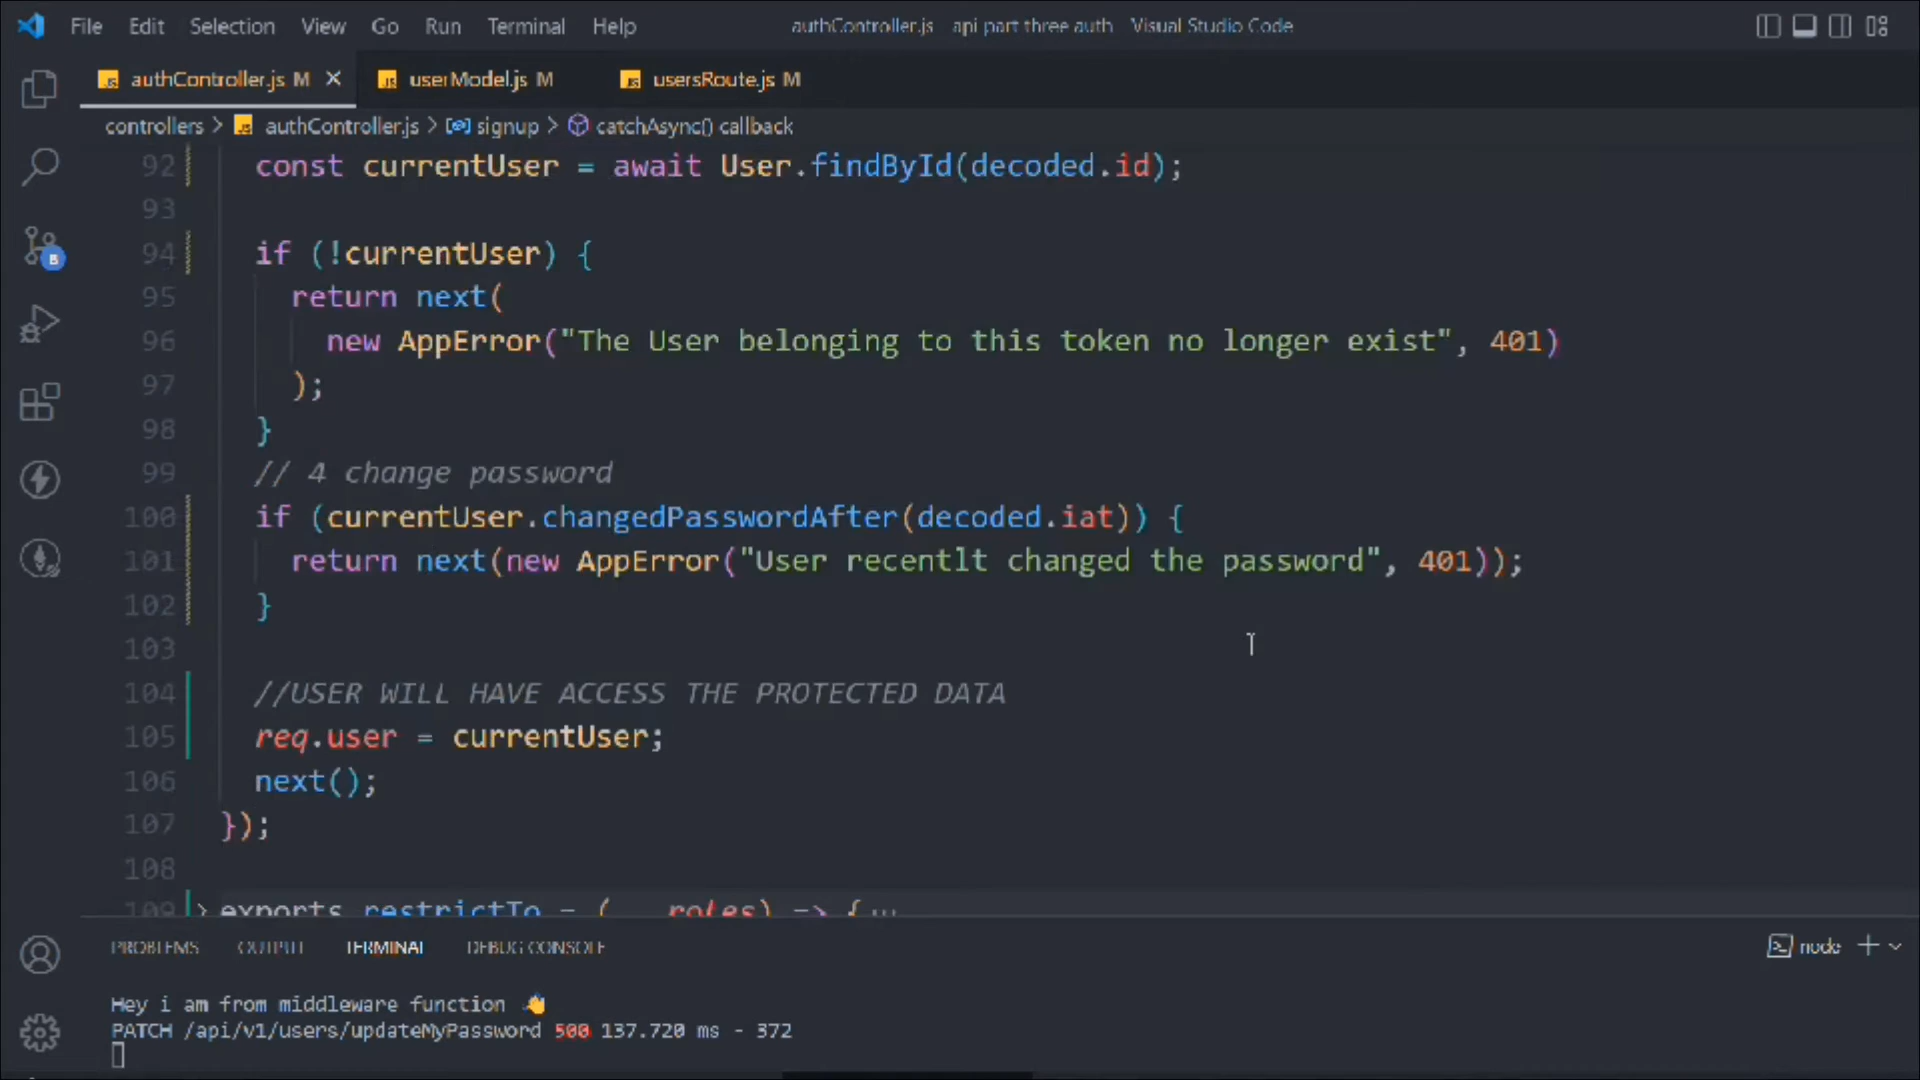 File Edit Selection View Go Run Terminal Help authController.js api part three auth Visual Studio Code
authController.js M userModel.js M usersRoute.js M
controllers > authController.js > signup > catchAsync() callback
92 const currentUser = await User.findById(decoded.id);
93
94 if (!currentUser) {
95 return next(
96 new AppError("The User belonging to this token no longer exist", 401)
97 );
98 }
99 // 4 change password
100 if (currentUser.changedPasswordAfter(decoded.iat)) {
101 return next(new AppError("User recentlt changed the password", 401));
102 }
103
104 //USER WILL HAVE ACCESS THE PROTECTED DATA
105 req.user = currentUser;
106 next();
107 });
108
109 exports restrictTo = ( roles) => {…
PROBLEMS OUTPUT TERMINAL DEBUG CONSOLE node
Hey i am from middleware function 👋
PATCH /api/v1/users/updateMyPassword 500 137.720 ms - 372